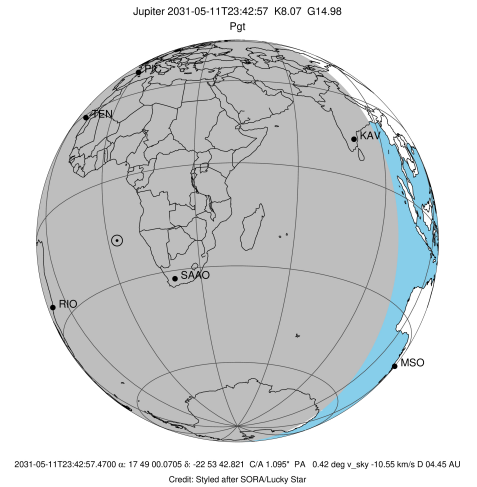 Jupiter 2031-05-11T23:42:57 K8.07 G14.98
Pgt
TEN
KAV
SAAO
RIO
MSO
2031-05-11T23:42:57.4700 α: 17 49 00.0705 δ: -22 53 42.821 C/A 1.095" PA 0.42 deg v_sky -10.55 km/s D 04.45 AU
Credit: Styled after SORA/Lucky Star